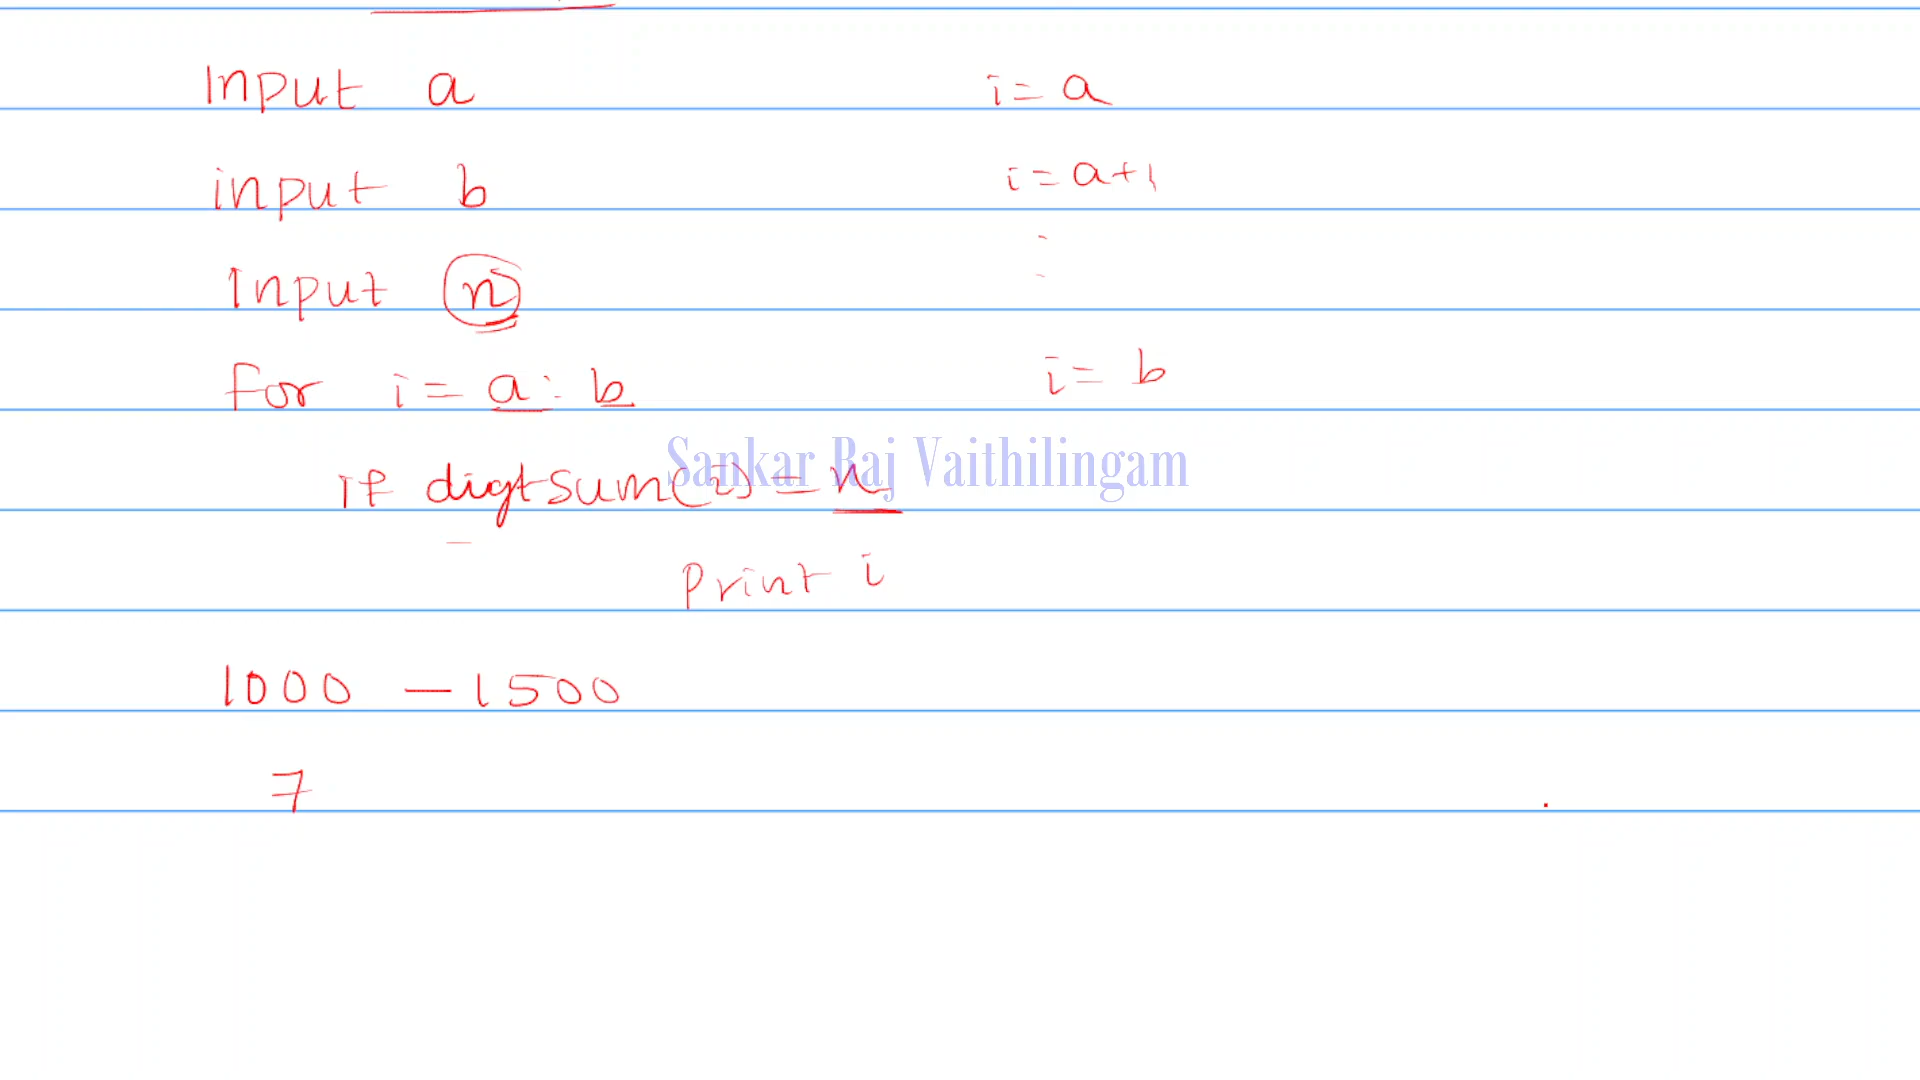 Input a
i = a
input b
i = a+1
:
Input n
for i = a : b
i = b
if digtsum(i) = n
Sankar Raj Vaithilingam
Print i
1000 - 1500
7